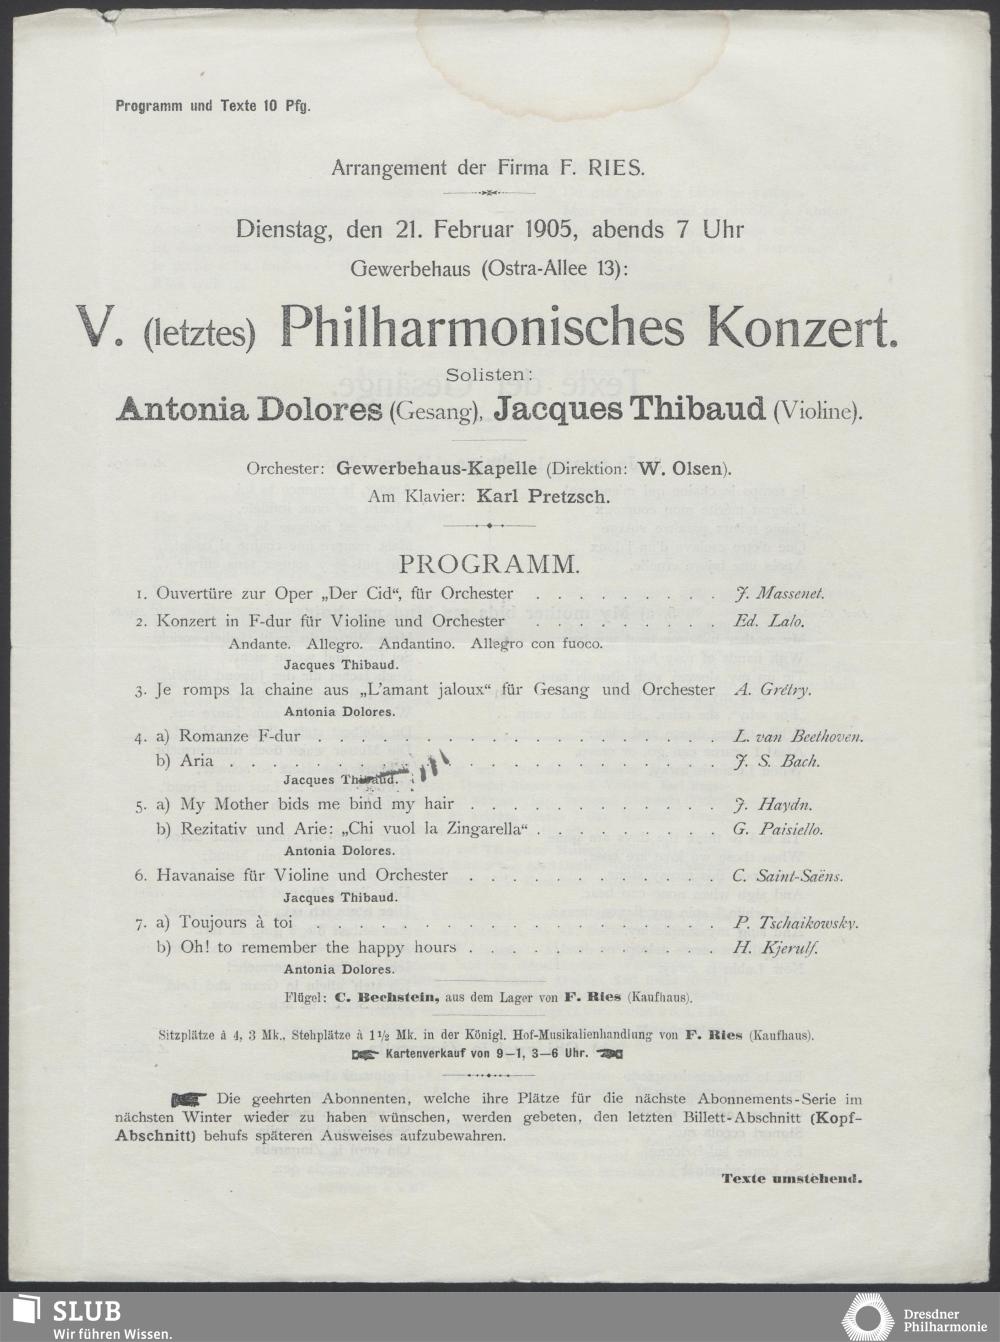 Programm und Texte 10 Pfg.
Arrangement der Firma F. RIES.
Dienstag, den 21. Februar 1905, abends 7 Uhr
Gewerbehaus (Ostra-Allee 13):
V. (letztes) Philharmonisches Konzert.
Solisten:
Antonia Dolores (Gesang), Jacques Thibaud (Violine).
Orchester: Gewerbehaus-Kapelle (Direktion: W. Olsen).
Am Klavier: Karl Pretzsch.
PROGRAMM.
1. Ouvertüre zur Oper „Der Cid“, für Orchester . . . . . . . . J. Massenet.
2. Konzert in F-dur für Violine und Orchester . . . . . . . . Ed. Lalo.
Andante. Allegro. Andantino. Allegro con fuoco.
Jacques Thibaud.
3. Je romps la chaine aus „L'amant jaloux“ für Gesang und Orchester A. Grétry.
Antonia Dolores.
4. a) Romanze F-dur . . . . . . . . . . . . . . . . . L. van Beethoven.
b) Aria . . . . . . . . . . . . . . . . . . . . . J. S. Bach.
Jacques Thibaud.
5. a) My Mother bids me bind my hair . . . . . . . . . . . J. Haydn.
b) Rezitativ und Arie: „Chi vuol la Zingarella“ . . . . . . . . G. Paisiello.
Antonia Dolores.
6. Havanaise für Violine und Orchester . . . . . . . . . . . C. Saint-Saëns.
Jacques Thibaud.
7. a) Toujours à toi . . . . . . . . . . . . . . . . . P. Tschaikowsky.
b) Oh! to remember the happy hours . . . . . . . . . . . H. Kjerulf.
Antonia Dolores.
Flügel: C. Bechstein, aus dem Lager von F. Ries (Kaufhaus).
Sitzplätze à 4, 3 Mk., Stehplätze à 1½ Mk. in der Königl. Hof-Musikalienhandlung von F. Ries (Kaufhaus).
Kartenverkauf von 9—1, 3—6 Uhr.
Die geehrten Abonnenten, welche ihre Plätze für die nächste Abonnements-Serie im
nächsten Winter wieder zu haben wünschen, werden gebeten, den letzten Billett-Abschnitt (Kopf-
Abschnitt) behufs späteren Ausweises aufzubewahren.
Texte umstehend.
SLUB
Wir führen Wissen.
Dresdner
Philharmonie